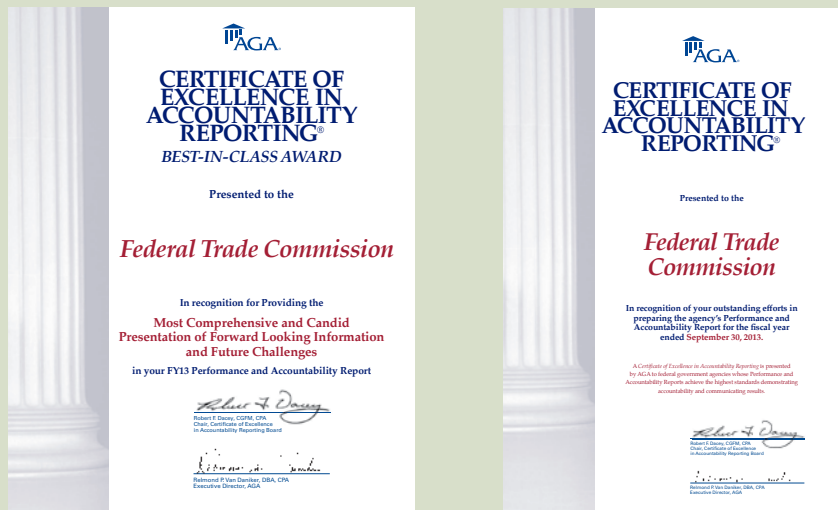 AGA.
CERTIFICATE OF
EXCELLENCE IN
ACCOUNTABILITY
REPORTING®
BEST-IN-CLASS AWARD
Presented to the
Federal Trade Commission
In recognition for Providing the
Most Comprehensive and Candid
Presentation of Forward Looking Information
and Future Challenges
in your FY13 Performance and Accountability Report
Robert F. Dacey
Robert F. Dacey, CGFM, CPA
Chair, Certificate of Excellence
in Accountability Reporting Board
Relmond P. Van Daniker, DBA, CPA
Executive Director, AGA
AGA.
CERTIFICATE OF
EXCELLENCE IN
ACCOUNTABILITY
REPORTING®
Presented to the
Federal Trade
Commission
In recognition of your outstanding efforts in
preparing the agency's Performance and
Accountability Report for the fiscal year
ended September 30, 2013.
A Certificate of Excellence in Accountability Reporting is presented
by AGA to federal government agencies whose Performance and
Accountability Reports achieve the highest standards demonstrating
accountability and communicating results.
Robert F. Dacey
Robert F. Dacey, CGFM, CPA
Chair, Certificate of Excellence
in Accountability Reporting Board
Relmond P. Van Daniker, DBA, CPA
Executive Director, AGA